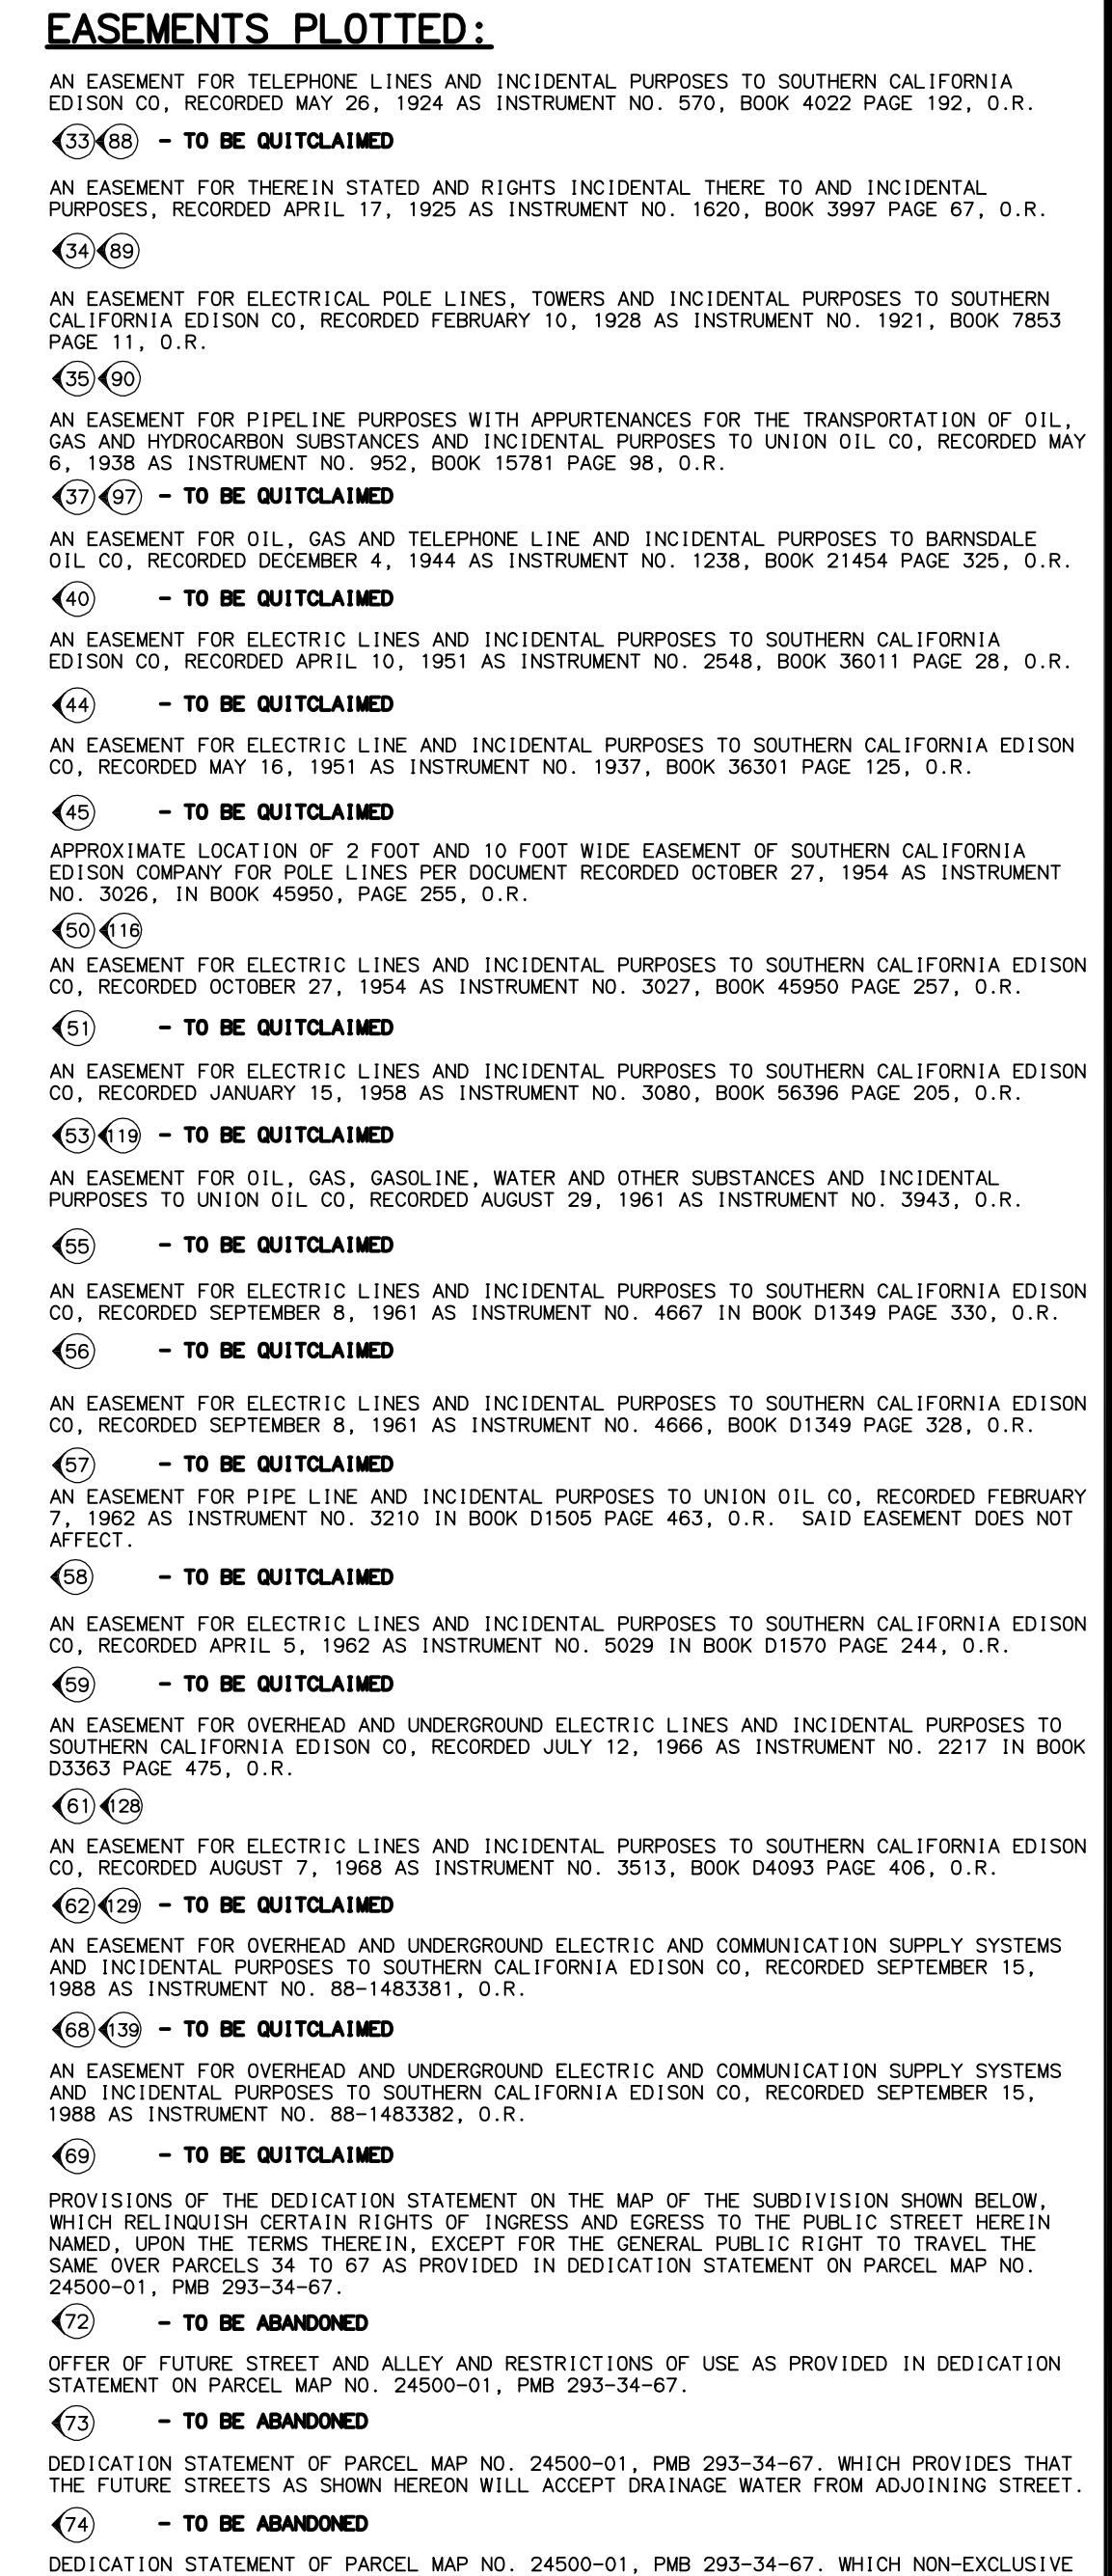 EASEMENTS PLOTTED:
AN EASEMENT FOR TELEPHONE LINES AND INCIDENTAL PURPOSES TO SOUTHERN CALIFORNIA
EDISON CO, RECORDED MAY 26, 1924 AS INSTRUMENT NO. 570, BOOK 4022 PAGE 192, O.R.
33 88 - TO BE QUITCLAIMED
AN EASEMENT FOR THEREIN STATED AND RIGHTS INCIDENTAL THERE TO AND INCIDENTAL
PURPOSES, RECORDED APRIL 17, 1925 AS INSTRUMENT NO. 1620, BOOK 3997 PAGE 67, O.R.
34 89
AN EASEMENT FOR ELECTRICAL POLE LINES, TOWERS AND INCIDENTAL PURPOSES TO SOUTHERN
CALIFORNIA EDISON CO, RECORDED FEBRUARY 10, 1928 AS INSTRUMENT NO. 1921, BOOK 7853
PAGE 11, O.R.
35 90
AN EASEMENT FOR PIPELINE PURPOSES WITH APPURTENANCES FOR THE TRANSPORTATION OF OIL,
GAS AND HYDROCARBON SUBSTANCES AND INCIDENTAL PURPOSES TO UNION OIL CO, RECORDED MAY
6, 1938 AS INSTRUMENT NO. 952, BOOK 15781 PAGE 98, O.R.
37 97 - TO BE QUITCLAIMED
AN EASEMENT FOR OIL, GAS AND TELEPHONE LINE AND INCIDENTAL PURPOSES TO BARNSDALE
OIL CO, RECORDED DECEMBER 4, 1944 AS INSTRUMENT NO. 1238, BOOK 21454 PAGE 325, O.R.
40 - TO BE QUITCLAIMED
AN EASEMENT FOR ELECTRIC LINES AND INCIDENTAL PURPOSES TO SOUTHERN CALIFORNIA
EDISON CO, RECORDED APRIL 10, 1951 AS INSTRUMENT NO. 2548, BOOK 36011 PAGE 28, O.R.
44 - TO BE QUITCLAIMED
AN EASEMENT FOR ELECTRIC LINE AND INCIDENTAL PURPOSES TO SOUTHERN CALIFORNIA EDISON
CO, RECORDED MAY 16, 1951 AS INSTRUMENT NO. 1937, BOOK 36301 PAGE 125, O.R.
45 - TO BE QUITCLAIMED
APPROXIMATE LOCATION OF 2 FOOT AND 10 FOOT WIDE EASEMENT OF SOUTHERN CALIFORNIA
EDISON COMPANY FOR POLE LINES PER DOCUMENT RECORDED OCTOBER 27, 1954 AS INSTRUMENT
NO. 3026, IN BOOK 45950, PAGE 255, O.R.
50 116
AN EASEMENT FOR ELECTRIC LINES AND INCIDENTAL PURPOSES TO SOUTHERN CALIFORNIA EDISON
CO, RECORDED OCTOBER 27, 1954 AS INSTRUMENT NO. 3027, BOOK 45950 PAGE 257, O.R.
51 - TO BE QUITCLAIMED
AN EASEMENT FOR ELECTRIC LINES AND INCIDENTAL PURPOSES TO SOUTHERN CALIFORNIA EDISON
CO, RECORDED JANUARY 15, 1958 AS INSTRUMENT NO. 3080, BOOK 56396 PAGE 205, O.R.
53 119 - TO BE QUITCLAIMED
AN EASEMENT FOR OIL, GAS, GASOLINE, WATER AND OTHER SUBSTANCES AND INCIDENTAL
PURPOSES TO UNION OIL CO, RECORDED AUGUST 29, 1961 AS INSTRUMENT NO. 3943, O.R.
55 - TO BE QUITCLAIMED
AN EASEMENT FOR ELECTRIC LINES AND INCIDENTAL PURPOSES TO SOUTHERN CALIFORNIA EDISON
CO, RECORDED SEPTEMBER 8, 1961 AS INSTRUMENT NO. 4667 IN BOOK D1349 PAGE 330, O.R.
56 - TO BE QUITCLAIMED
AN EASEMENT FOR ELECTRIC LINES AND INCIDENTAL PURPOSES TO SOUTHERN CALIFORNIA EDISON
CO, RECORDED SEPTEMBER 8, 1961 AS INSTRUMENT NO. 4666, BOOK D1349 PAGE 328, O.R.
57 - TO BE QUITCLAIMED
AN EASEMENT FOR PIPE LINE AND INCIDENTAL PURPOSES TO UNION OIL CO, RECORDED FEBRUARY
7, 1962 AS INSTRUMENT NO. 3210 IN BOOK D1505 PAGE 463, O.R. SAID EASEMENT DOES NOT
AFFECT.
58 - TO BE QUITCLAIMED
AN EASEMENT FOR ELECTRIC LINES AND INCIDENTAL PURPOSES TO SOUTHERN CALIFORNIA EDISON
CO, RECORDED APRIL 5, 1962 AS INSTRUMENT NO. 5029 IN BOOK D1570 PAGE 244, O.R.
59 - TO BE QUITCLAIMED
AN EASEMENT FOR OVERHEAD AND UNDERGROUND ELECTRIC LINES AND INCIDENTAL PURPOSES TO
SOUTHERN CALIFORNIA EDISON CO, RECORDED JULY 12, 1966 AS INSTRUMENT NO. 2217 IN BOOK
D3363 PAGE 475, O.R.
61 128
AN EASEMENT FOR ELECTRIC LINES AND INCIDENTAL PURPOSES TO SOUTHERN CALIFORNIA EDISON
CO, RECORDED AUGUST 7, 1968 AS INSTRUMENT NO. 3513, BOOK D4093 PAGE 406, O.R.
62 129 - TO BE QUITCLAIMED
AN EASEMENT FOR OVERHEAD AND UNDERGROUND ELECTRIC AND COMMUNICATION SUPPLY SYSTEMS
AND INCIDENTAL PURPOSES TO SOUTHERN CALIFORNIA EDISON CO, RECORDED SEPTEMBER 15,
1988 AS INSTRUMENT NO. 88-1483381, O.R.
68 139 - TO BE QUITCLAIMED
AN EASEMENT FOR OVERHEAD AND UNDERGROUND ELECTRIC AND COMMUNICATION SUPPLY SYSTEMS
AND INCIDENTAL PURPOSES TO SOUTHERN CALIFORNIA EDISON CO, RECORDED SEPTEMBER 15,
1988 AS INSTRUMENT NO. 88-1483382, O.R.
69 - TO BE QUITCLAIMED
PROVISIONS OF THE DEDICATION STATEMENT ON THE MAP OF THE SUBDIVISION SHOWN BELOW,
WHICH RELINQUISH CERTAIN RIGHTS OF INGRESS AND EGRESS TO THE PUBLIC STREET HEREIN
NAMED, UPON THE TERMS THEREIN, EXCEPT FOR THE GENERAL PUBLIC RIGHT TO TRAVEL THE
SAME OVER PARCELS 34 TO 67 AS PROVIDED IN DEDICATION STATEMENT ON PARCEL MAP NO.
24500-01, PMB 293-34-67.
72 - TO BE ABANDONED
OFFER OF FUTURE STREET AND ALLEY AND RESTRICTIONS OF USE AS PROVIDED IN DEDICATION
STATEMENT ON PARCEL MAP NO. 24500-01, PMB 293-34-67.
73 - TO BE ABANDONED
DEDICATION STATEMENT OF PARCEL MAP NO. 24500-01, PMB 293-34-67. WHICH PROVIDES THAT
THE FUTURE STREETS AS SHOWN HEREON WILL ACCEPT DRAINAGE WATER FROM ADJOINING STREET.
74 - TO BE ABANDONED
DEDICATION STATEMENT OF PARCEL MAP NO. 24500-01, PMB 293-34-67. WHICH NON-EXCLUSIVE